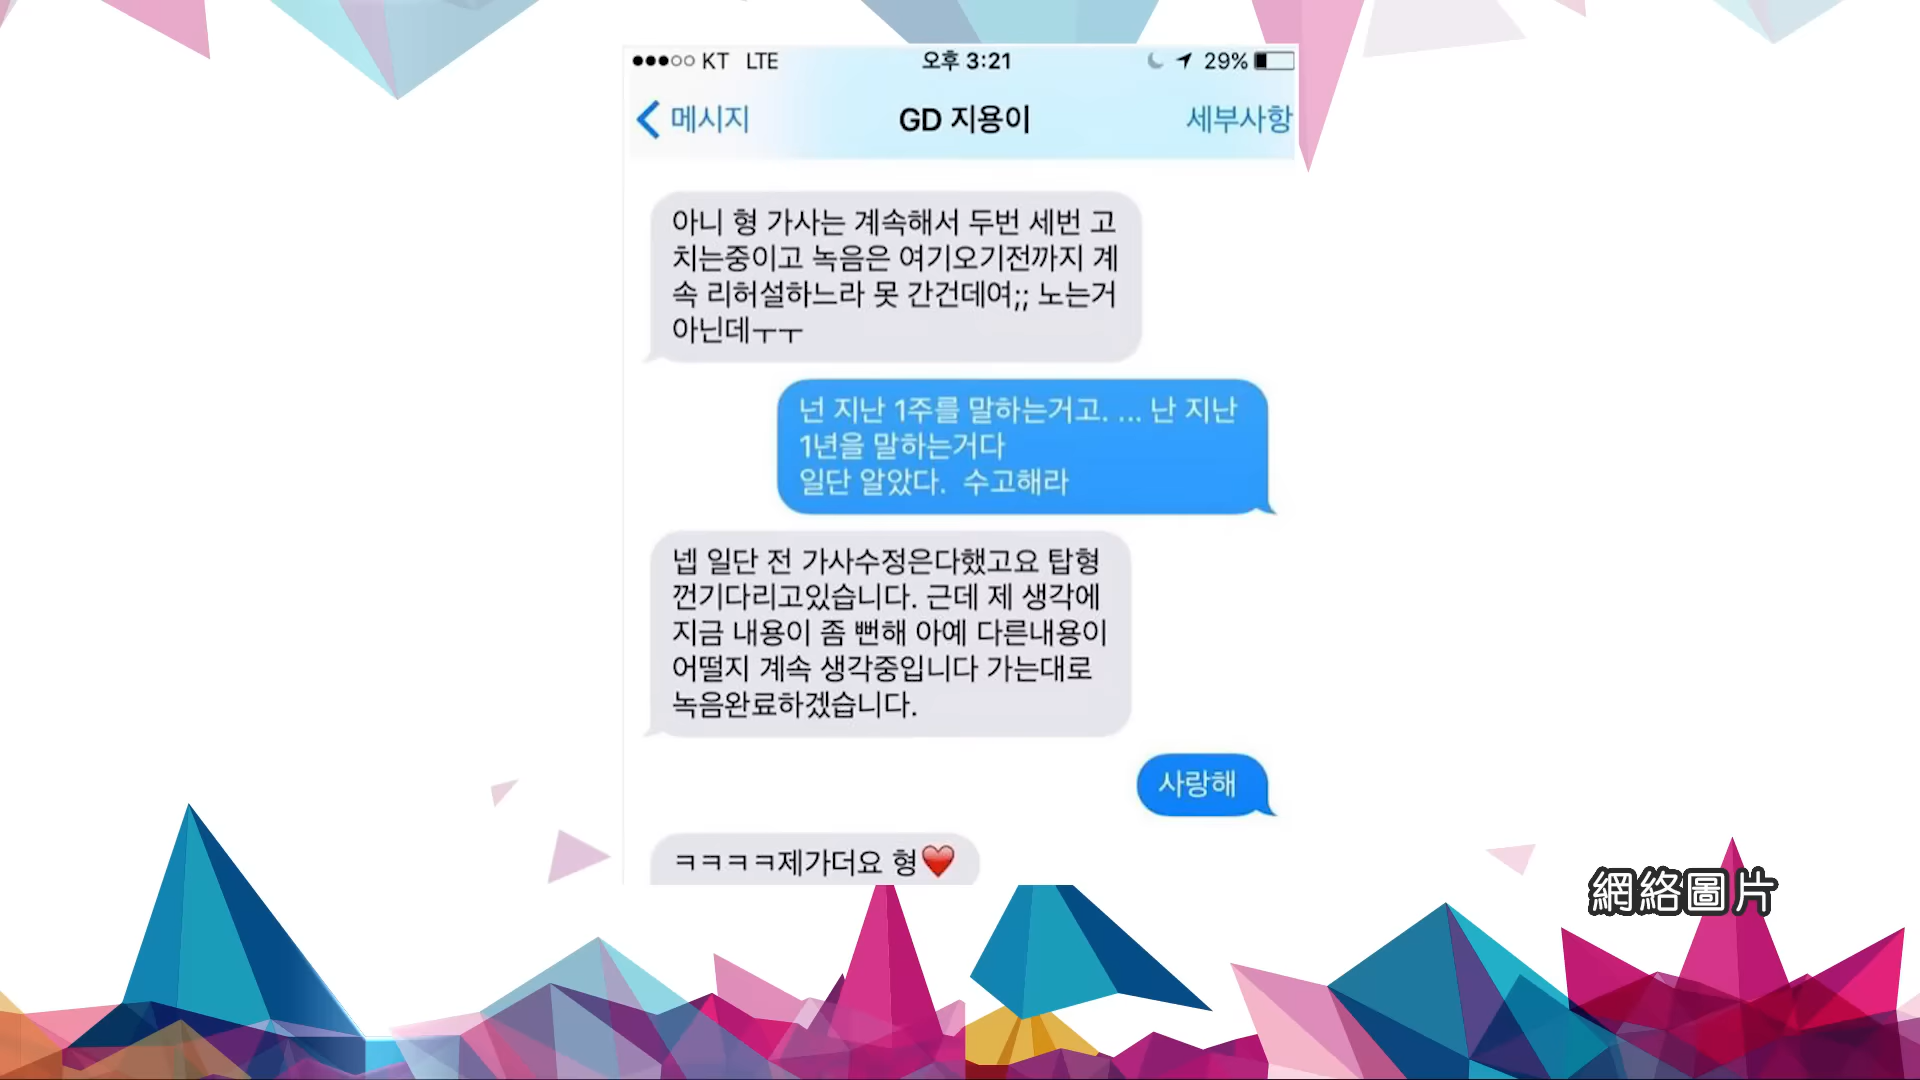 KT LTE 오후 3:21 29%
메시지 GD 지용이 세부사항
아니 형 가사는 계속해서 두번 세번 고
치는중이고 녹음은 여기오기전까지 계
속 리허설하느라 못 간건데여;; 노는거
아닌데ㅜㅜ
넌 지난 1주를 말하는거고. ... 난 지난
1년을 말하는거다
일단 알았다. 수고해라
넵 일단 전 가사수정은다했고요 탑형
껀기다리고있습니다. 근데 제 생각에
지금 내용이 좀 뻔해 아예 다른내용이
어떨지 계속 생각중입니다 가는대로
녹음완료하겠습니다.
사랑해
ㅋㅋㅋㅋ제가더요 형❤️
網絡圖片